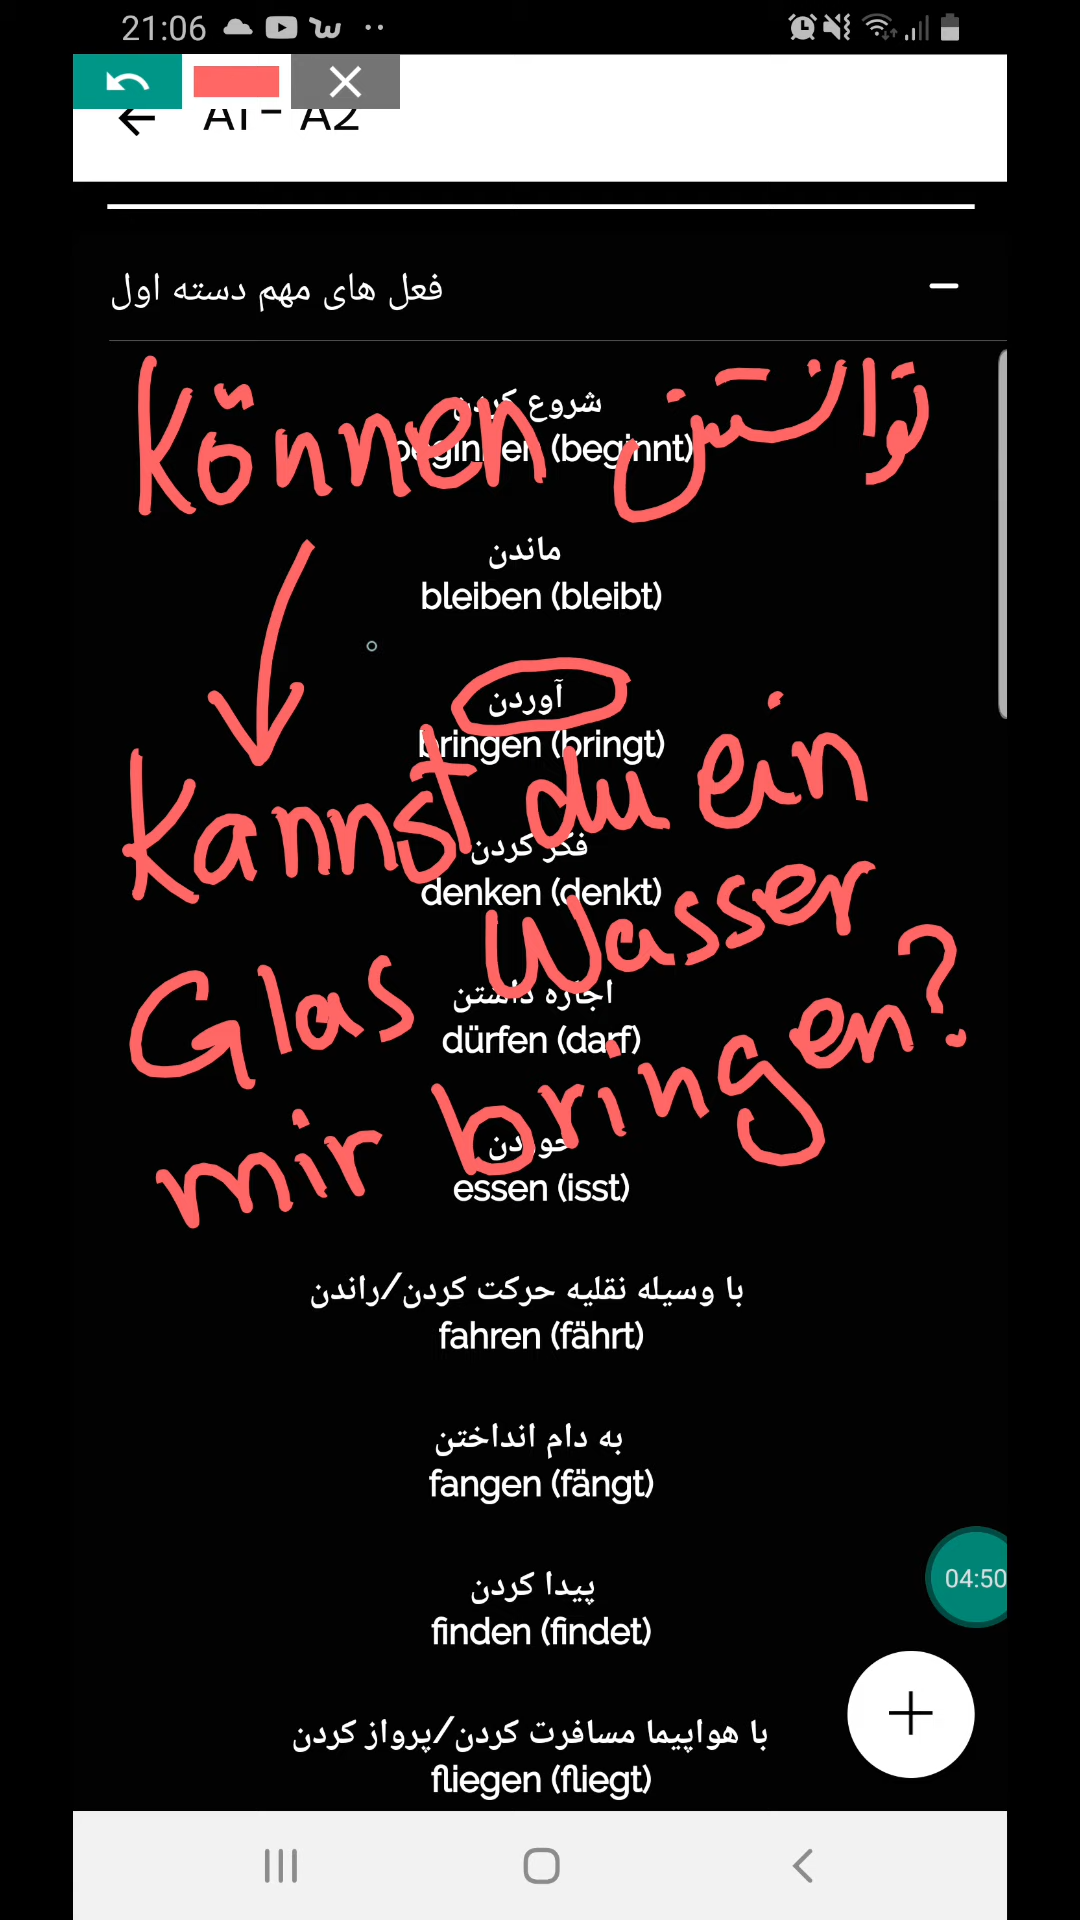 21:06
A1 - A2
فعل های مهم دسته اول
können توانستن
شروع کردن
beginnen (beginnt)
ماندن
bleiben (bleibt)
آوردن
bringen (bringt)
Kannst du ein
فکر کردن
denken (denkt)
Glas Wasser
اجازه داشتن
dürfen (darf)
mir bringen?
خوردن
essen (isst)
با وسیله نقلیه حرکت کردن/راندن
fahren (fährt)
به دام انداختن
fangen (fängt)
پیدا کردن
finden (findet)
04:50
با هواپیما مسافرت کردن/پرواز کردن
fliegen (fliegt)